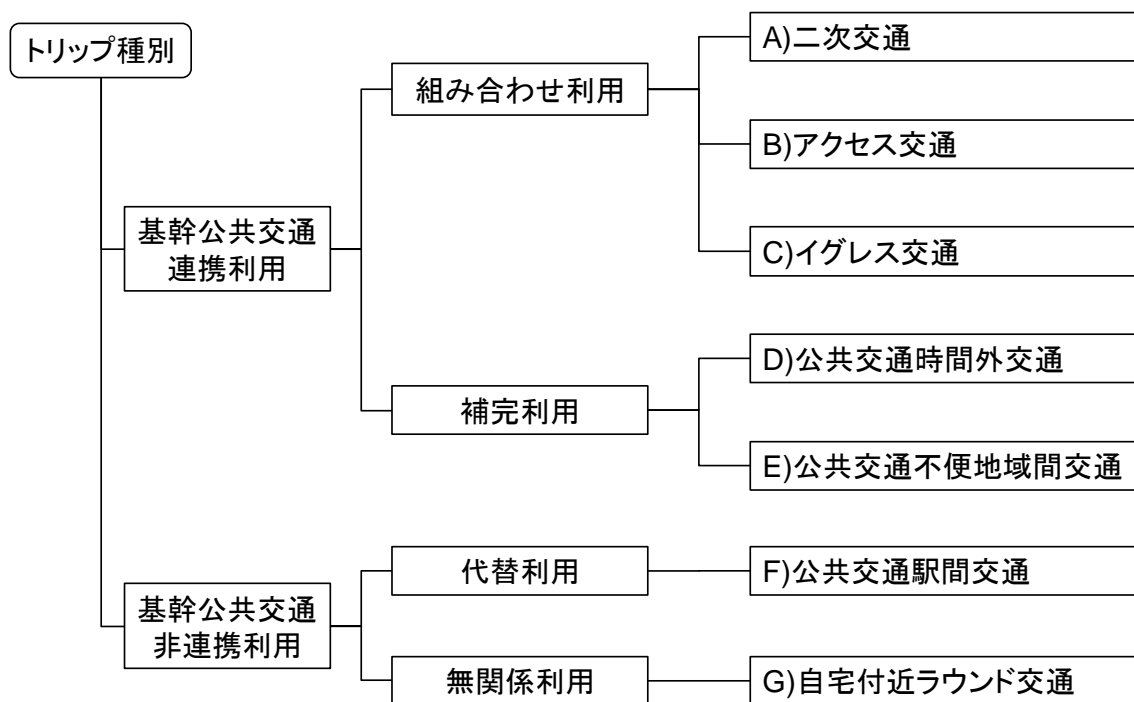 トリップ種別
基幹公共交通
連携利用
組み合わせ利用
A)二次交通
B)アクセス交通
C)イグレス交通
補完利用
D)公共交通時間外交通
E)公共交通不便地域間交通
基幹公共交通
非連携利用
代替利用
F)公共交通駅間交通
無関係利用
G)自宅付近ラウンド交通